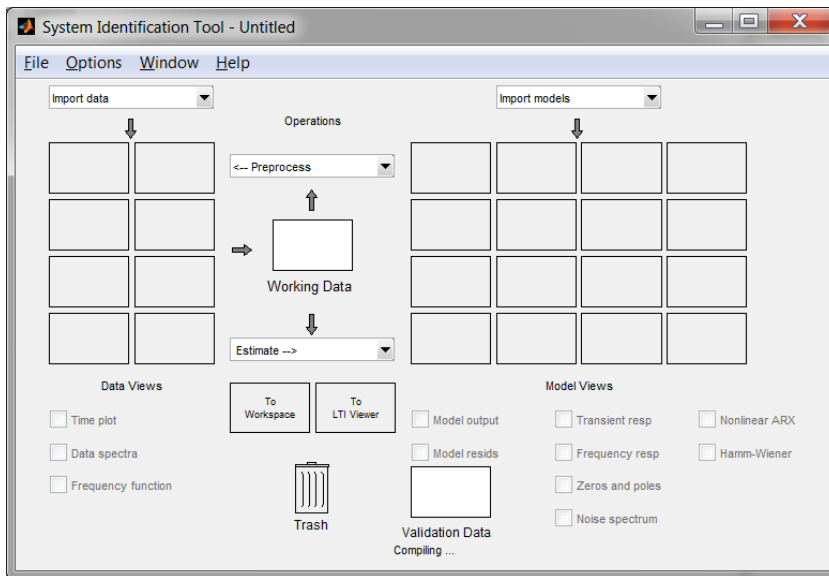 System Identification Tool - Untitled
File Options Window Help
Import data
Import models
Operations
<-- Preprocess
Working Data
Estimate -->
Data Views
To
Workspace
To
LTI Viewer
Model Views
Time plot
Data spectra
Frequency function
Trash
Model output
Model resids
Validation Data
Compiling ...
Transient resp
Frequency resp
Zeros and poles
Noise spectrum
Nonlinear ARX
Hamm-Wiener